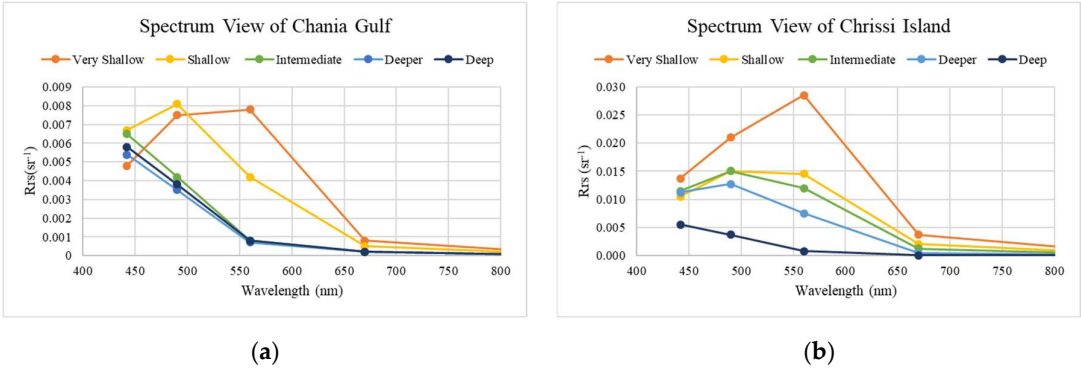 Spectrum View of Chania Gulf
Very Shallow Shallow Intermediate Deeper Deep
0.009
0.008
0.007
0.006
0.005
0.004
0.003
0.002
0.001
0
Rrs(sr⁻¹)
400 450 500 550 600 650 700 750 800
Wavelength (nm)
(a)
Spectrum View of Chrissi Island
Very Shallow Shallow Intermediate Deeper Deep
0.030
0.025
0.020
0.015
0.010
0.005
0.000
Rrs (sr⁻¹)
400 450 500 550 600 650 700 750 800
Wavelength (nm)
(b)